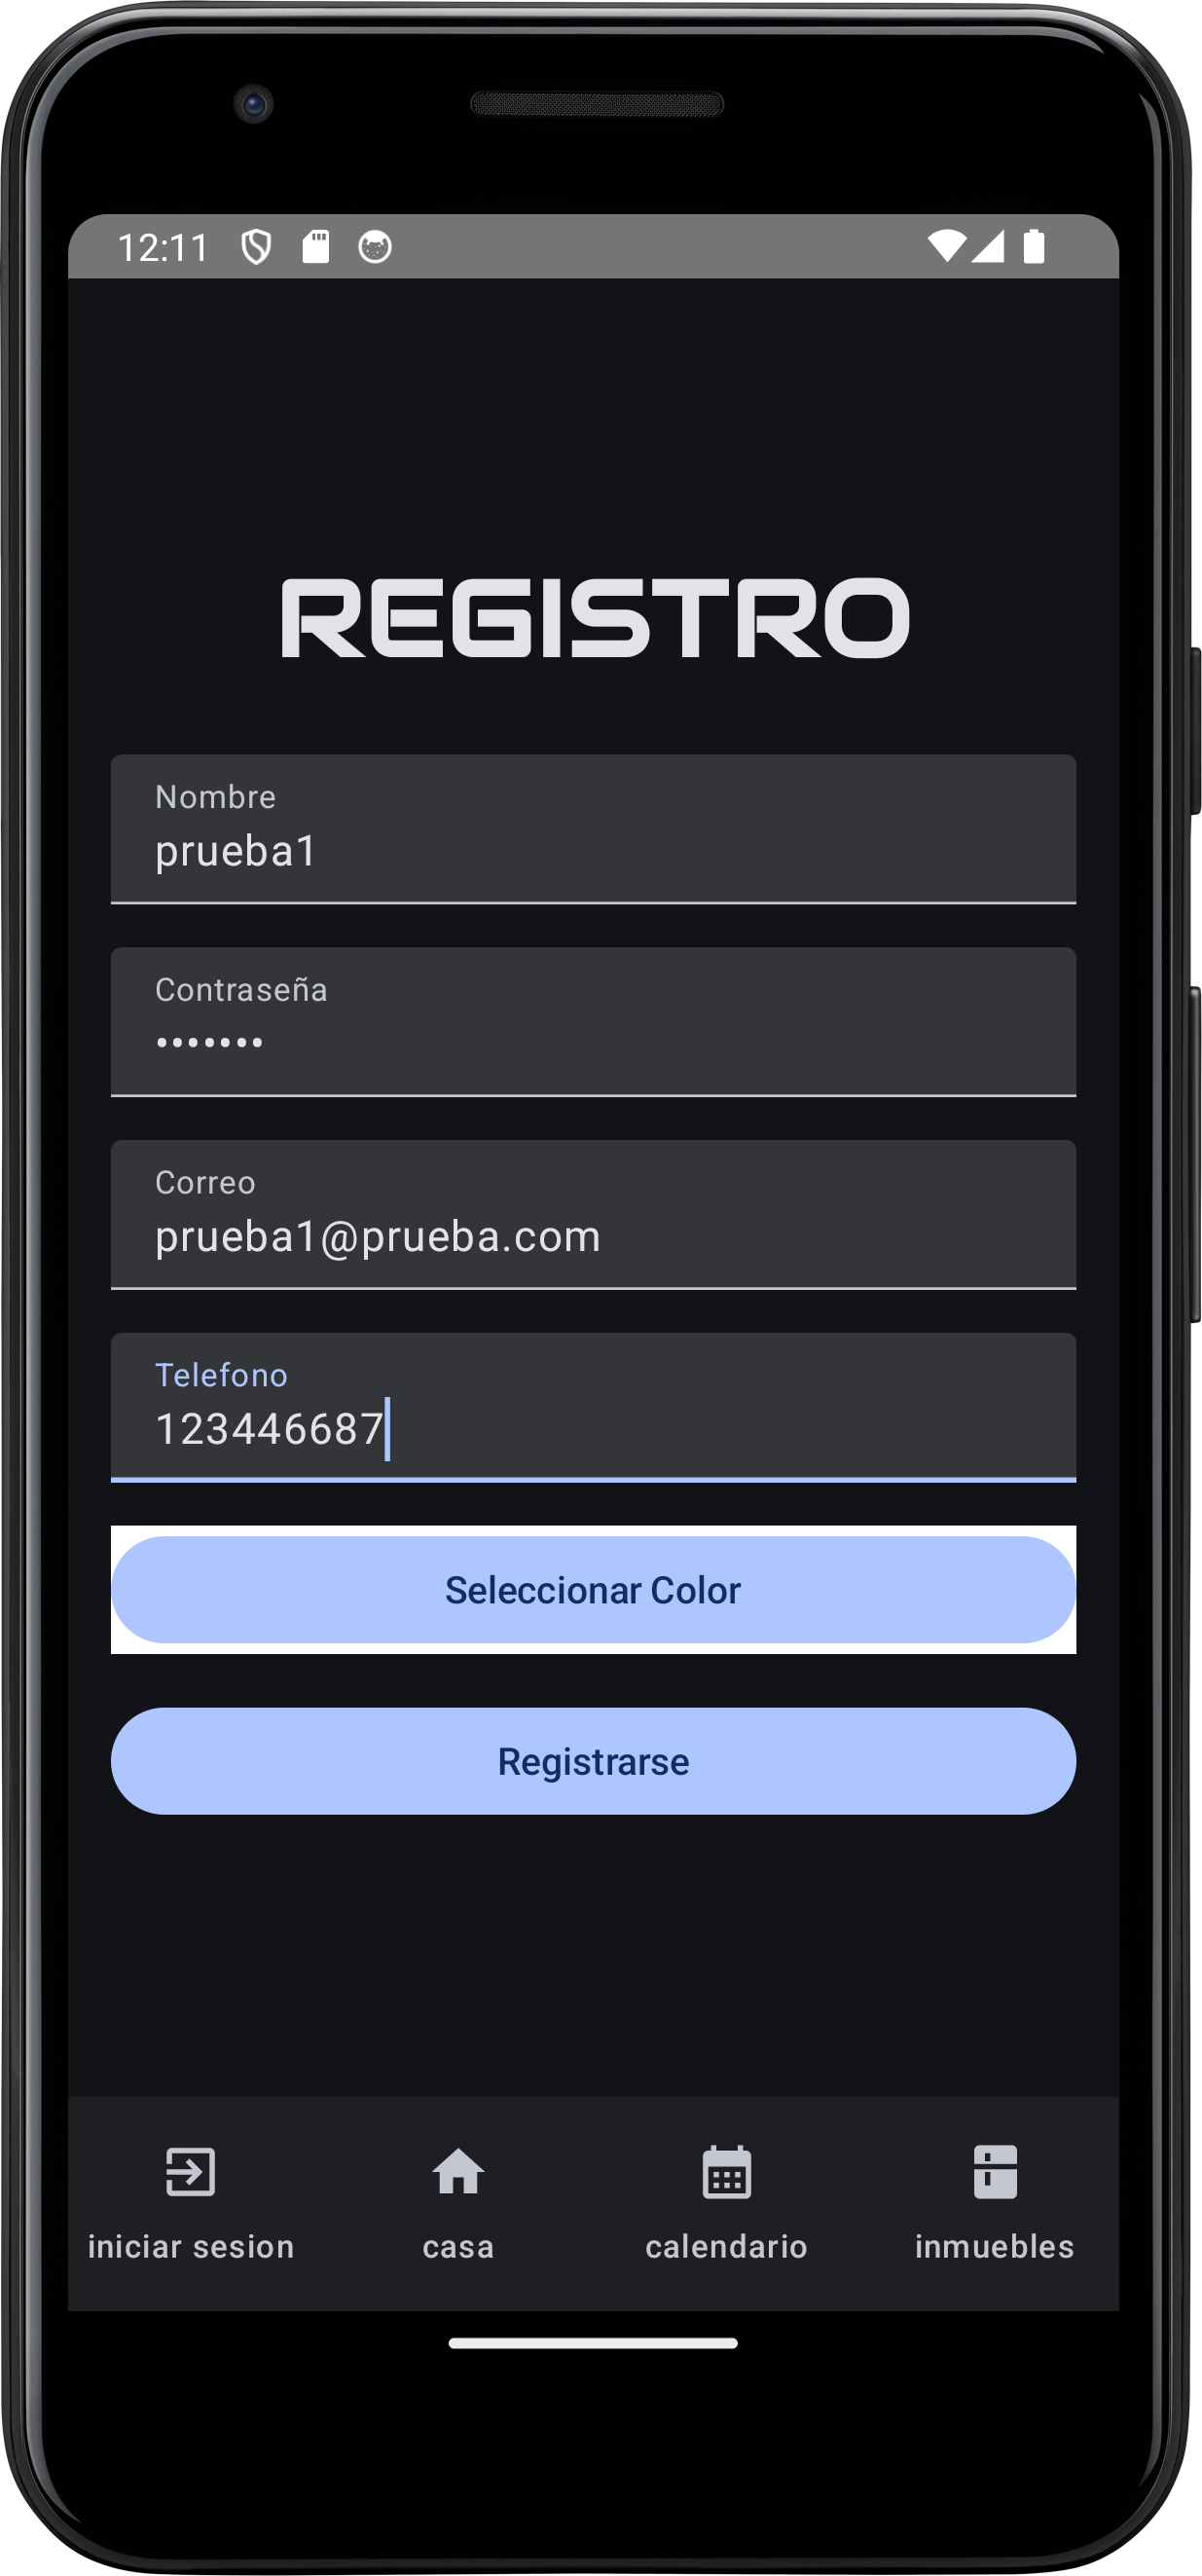 12:11
REGISTRO
Nombre
prueba1
Contraseña
•••••••
Correo
prueba1@prueba.com
Telefono
123446687
Seleccionar Color
Registrarse
iniciar sesion
casa
calendario
inmuebles